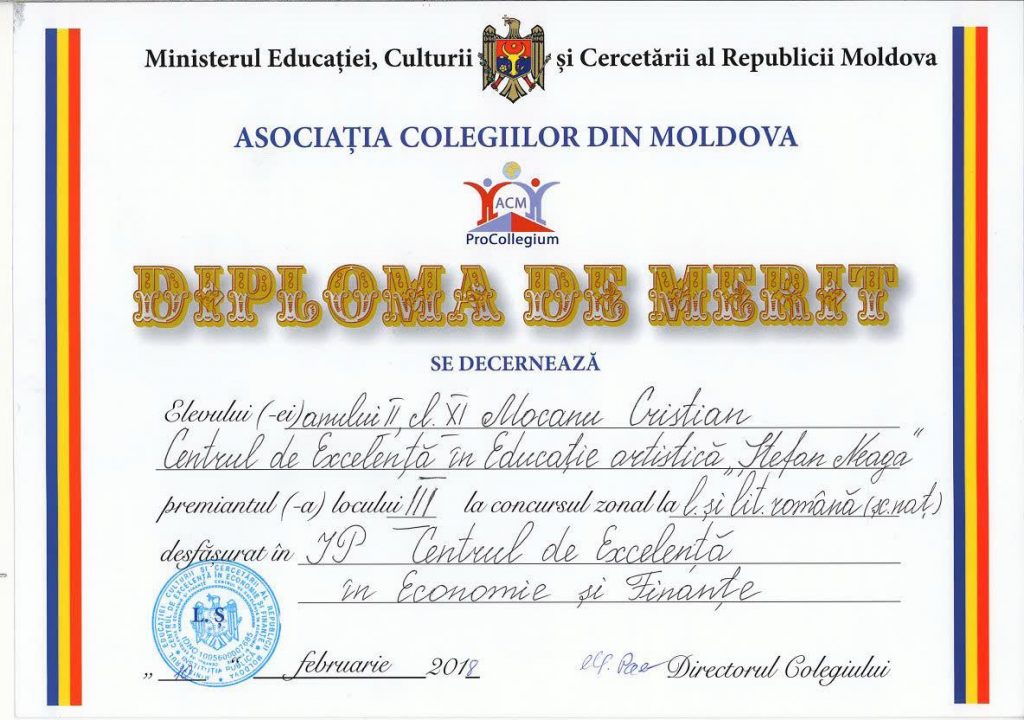 Ministerul Educației, Culturii și Cercetării al Republicii Moldova
ASOCIAȚIA COLEGIILOR DIN MOLDOVA
ACM
ProCollegium
DIPLOMA DE MERIT
SE DECERNEAZĂ
Elevului (-ei) anului II, cl. XI Mocanu Cristian
Centrul de Excelență în Educație artistică „Ștefan Neaga"
premiantul (-a) locului III la concursul zonal la l. și lit. română (șc. naț)
desfășurat în IP Centrul de Excelență
în Economie și Finanțe
L. Ș
IDNO 1005600007885
„ “ februarie 2018
Directorul Colegiului